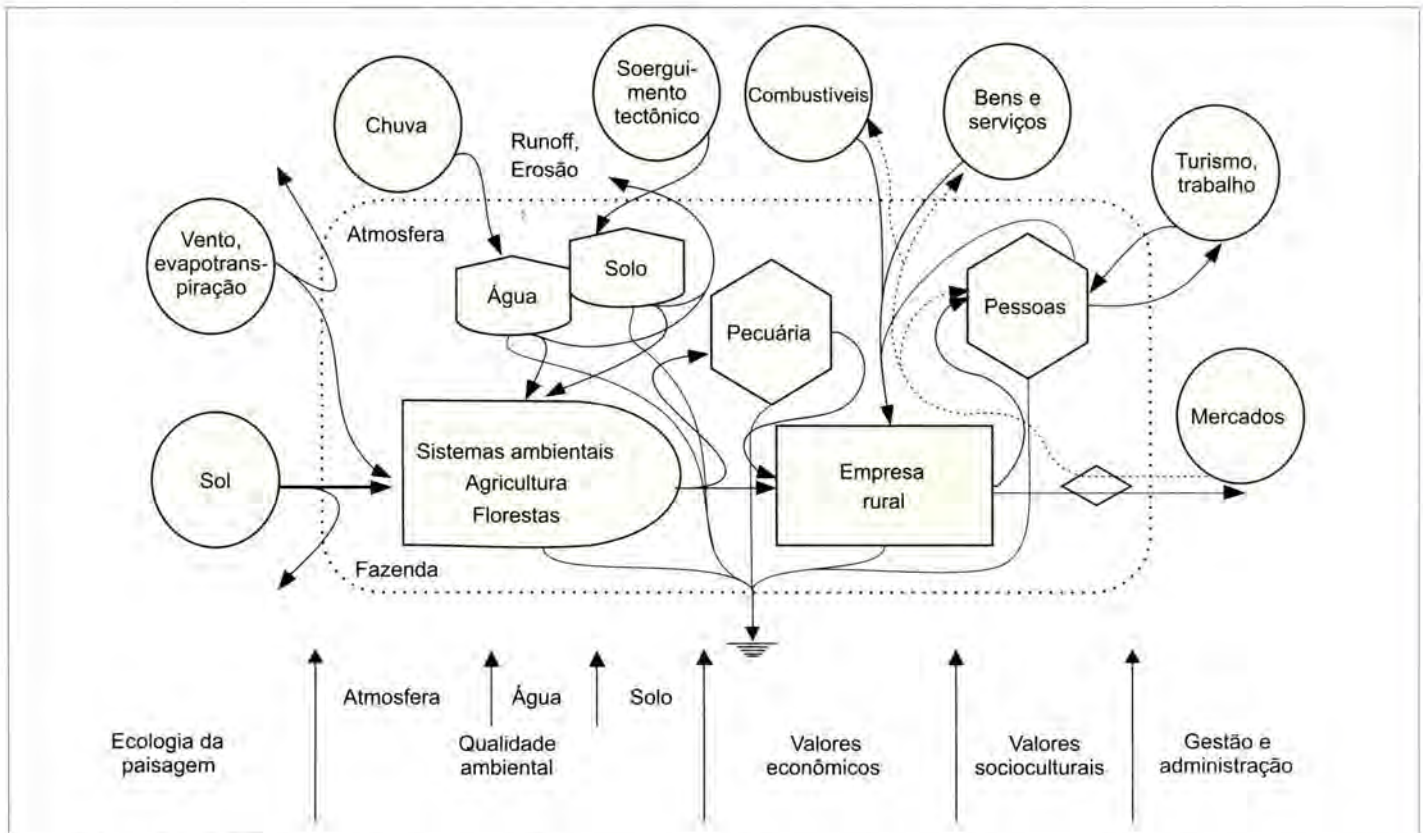 Soergui-
mento
tectônico
Combustíveis
Bens e
serviços
Chuva
Runoff,
Erosão
Turismo,
trabalho
Vento,
evapotrans-
piração
Atmosfera
Água
Solo
Pecuária
Pessoas
Mercados
Sol
Sistemas ambientais
Agricultura
Florestas
Empresa
rural
Fazenda
Atmosfera
Água
Solo
Ecologia da
paisagem
Qualidade
ambiental
Valores
econômicos
Valores
socioculturais
Gestão e
administração